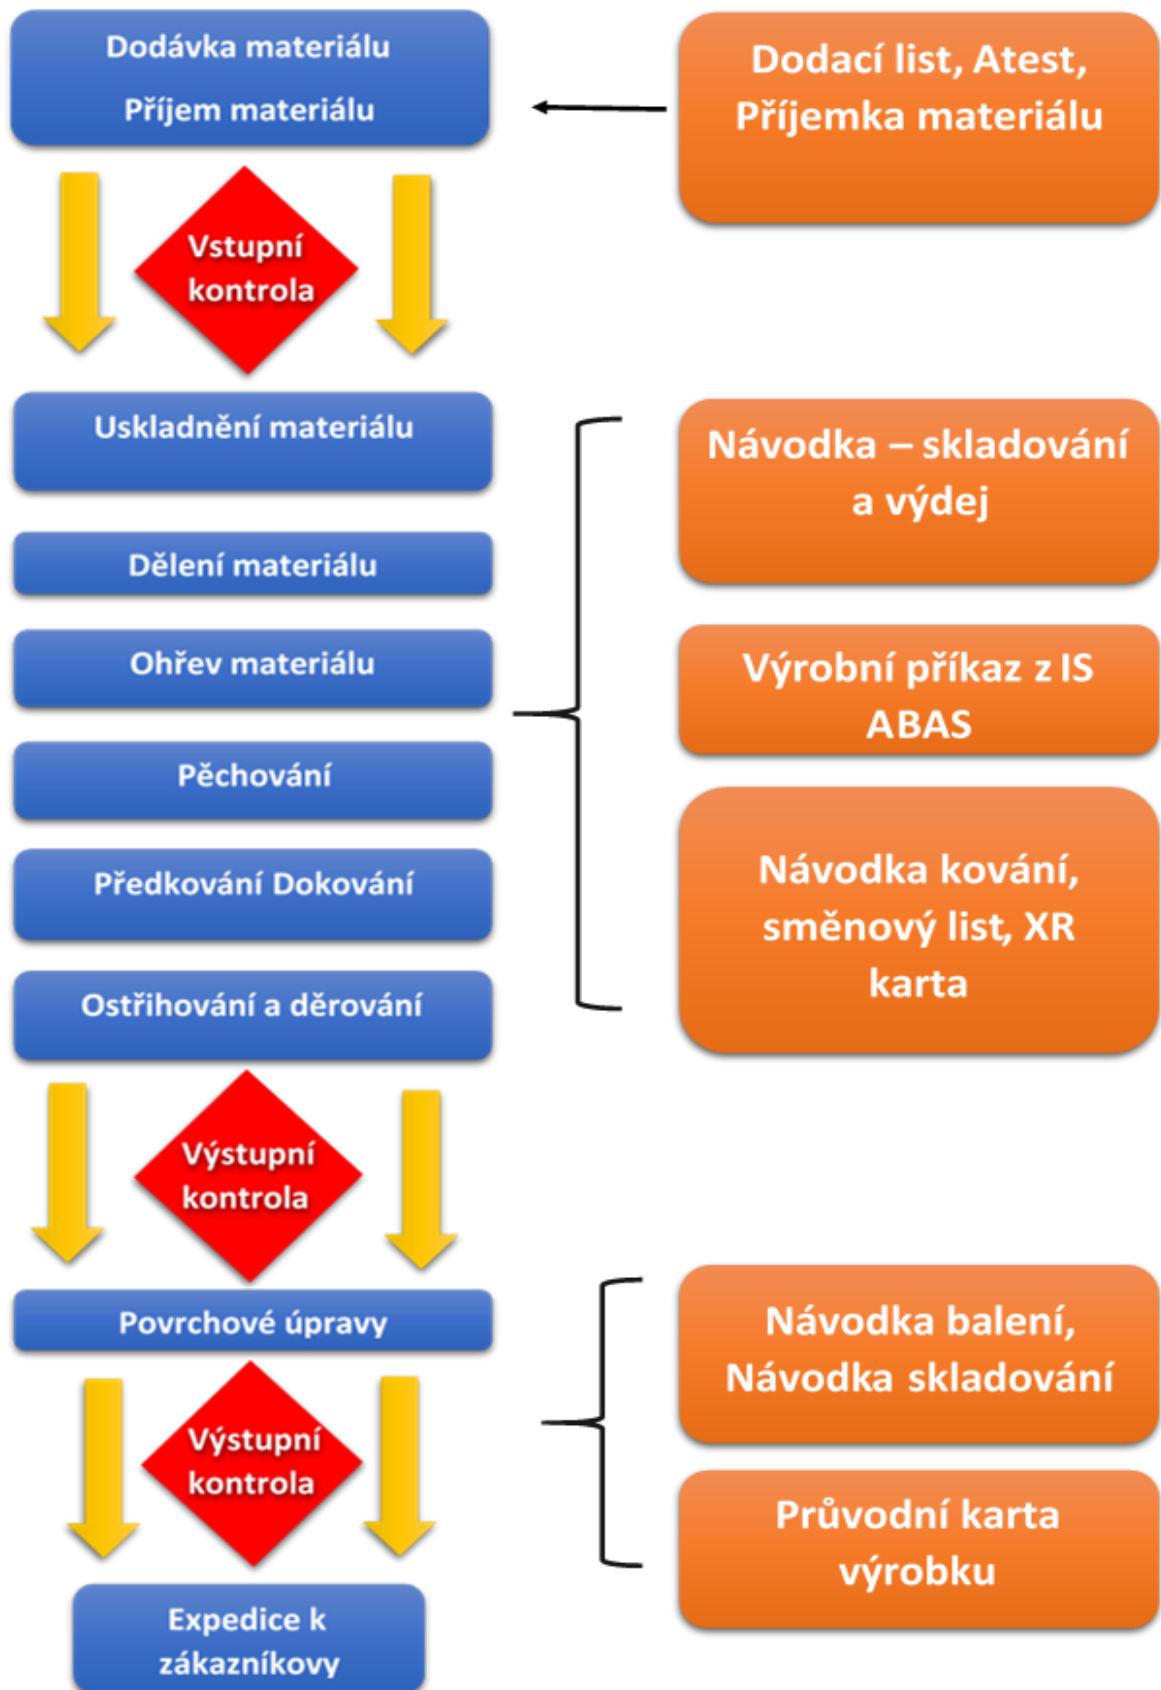 Dodávka materiálu
Příjem materiálu
Dodací list, Atest,
Příjemka materiálu
Vstupní
kontrola
Uskladnění materiálu
Dělení materiálu
Ohřev materiálu
Pěchování
Předkování Dokování
Ostřihování a děrování
Návodka – skladování
a výdej
Výrobní příkaz z IS
ABAS
Návodka kování,
směnový list, XR
karta
Výstupní
kontrola
Povrchové úpravy
Výstupní
kontrola
Návodka balení,
Návodka skladování
Průvodní karta
výrobku
Expedice k
zákazníkovy